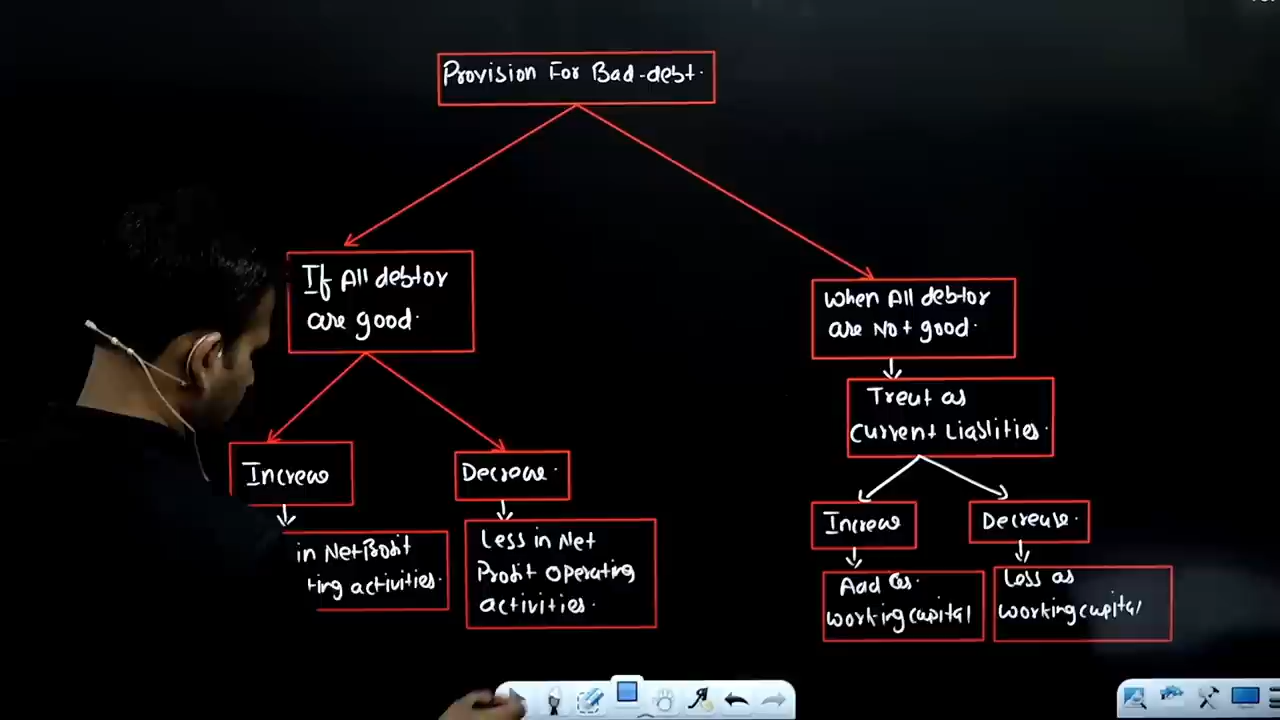 Provision For Bad-debt.
If All debtor
are good.
When All debtor
are Not good.
Treat as
Current Liablities.
Increase
Decrease.
Increase
Decrease.
in Net Profit
ting activities.
Less in Net
Profit Operating
activities.
Add as.
working capital
Less as
working capital